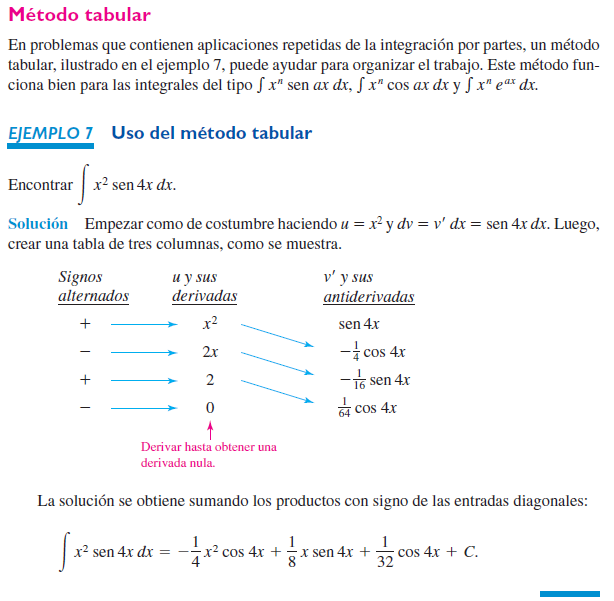 Método tabular
En problemas que contienen aplicaciones repetidas de la integración por partes, un método
tabular, ilustrado en el ejemplo 7, puede ayudar para organizar el trabajo. Este método fun-
ciona bien para las integrales del tipo ∫ xⁿ sen ax dx, ∫ xⁿ cos ax dx y ∫ xⁿ eᵃˣ dx.
EJEMPLO 7 Uso del método tabular
Encontrar ∫ x² sen 4x dx.
Solución Empezar como de costumbre haciendo u = x² y dv = v′ dx = sen 4x dx. Luego,
crear una tabla de tres columnas, como se muestra.
Signos u y sus v′ y sus
alternados derivadas antiderivadas
+ x² sen 4x
− 2x −1/4 cos 4x
+ 2 −1/16 sen 4x
− 0 1/64 cos 4x
Derivar hasta obtener una
derivada nula.
La solución se obtiene sumando los productos con signo de las entradas diagonales:
∫ x² sen 4x dx = −1/4 x² cos 4x + 1/8 x sen 4x + 1/32 cos 4x + C.